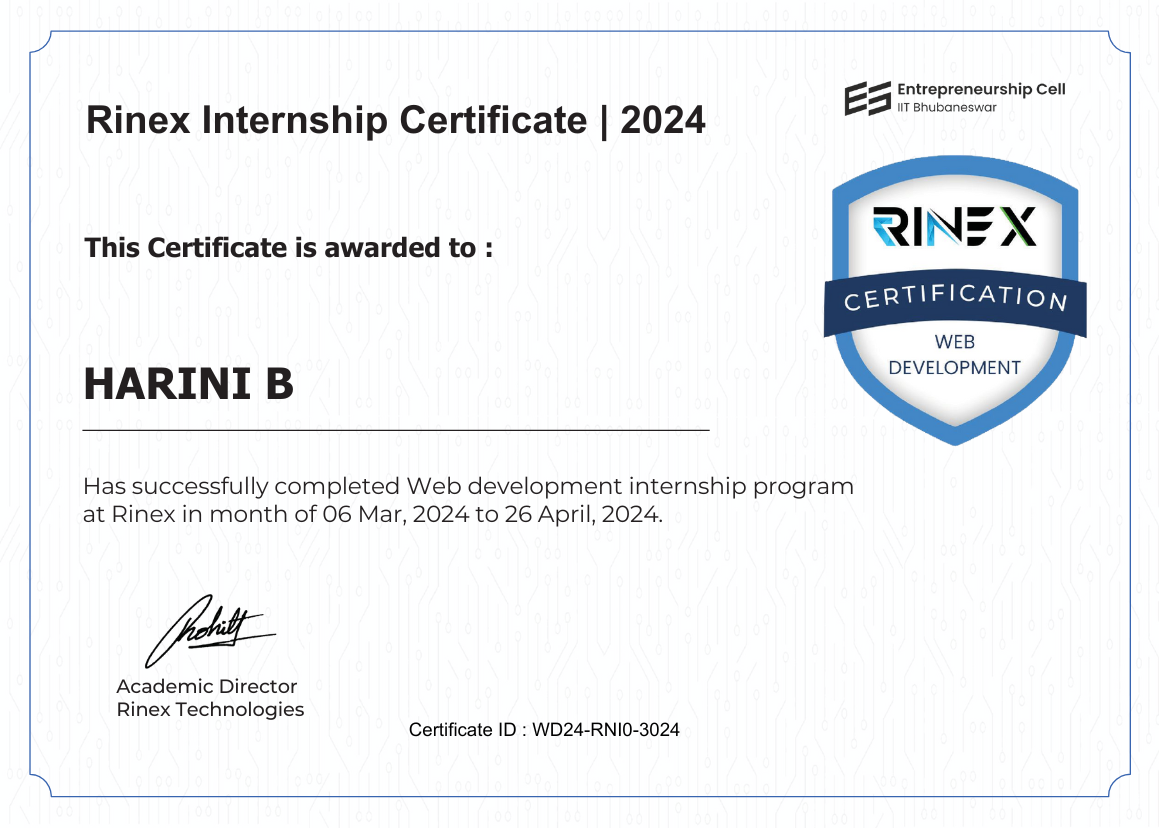 Rinex Internship Certificate | 2024
Entrepreneurship Cell
IIT Bhubaneswar
RINEX
CERTIFICATION
WEB
DEVELOPMENT
This Certificate is awarded to :
HARINI B
Has successfully completed Web development internship program
at Rinex in month of 06 Mar, 2024 to 26 April, 2024.
Academic Director
Rinex Technologies
Certificate ID : WD24-RNI0-3024